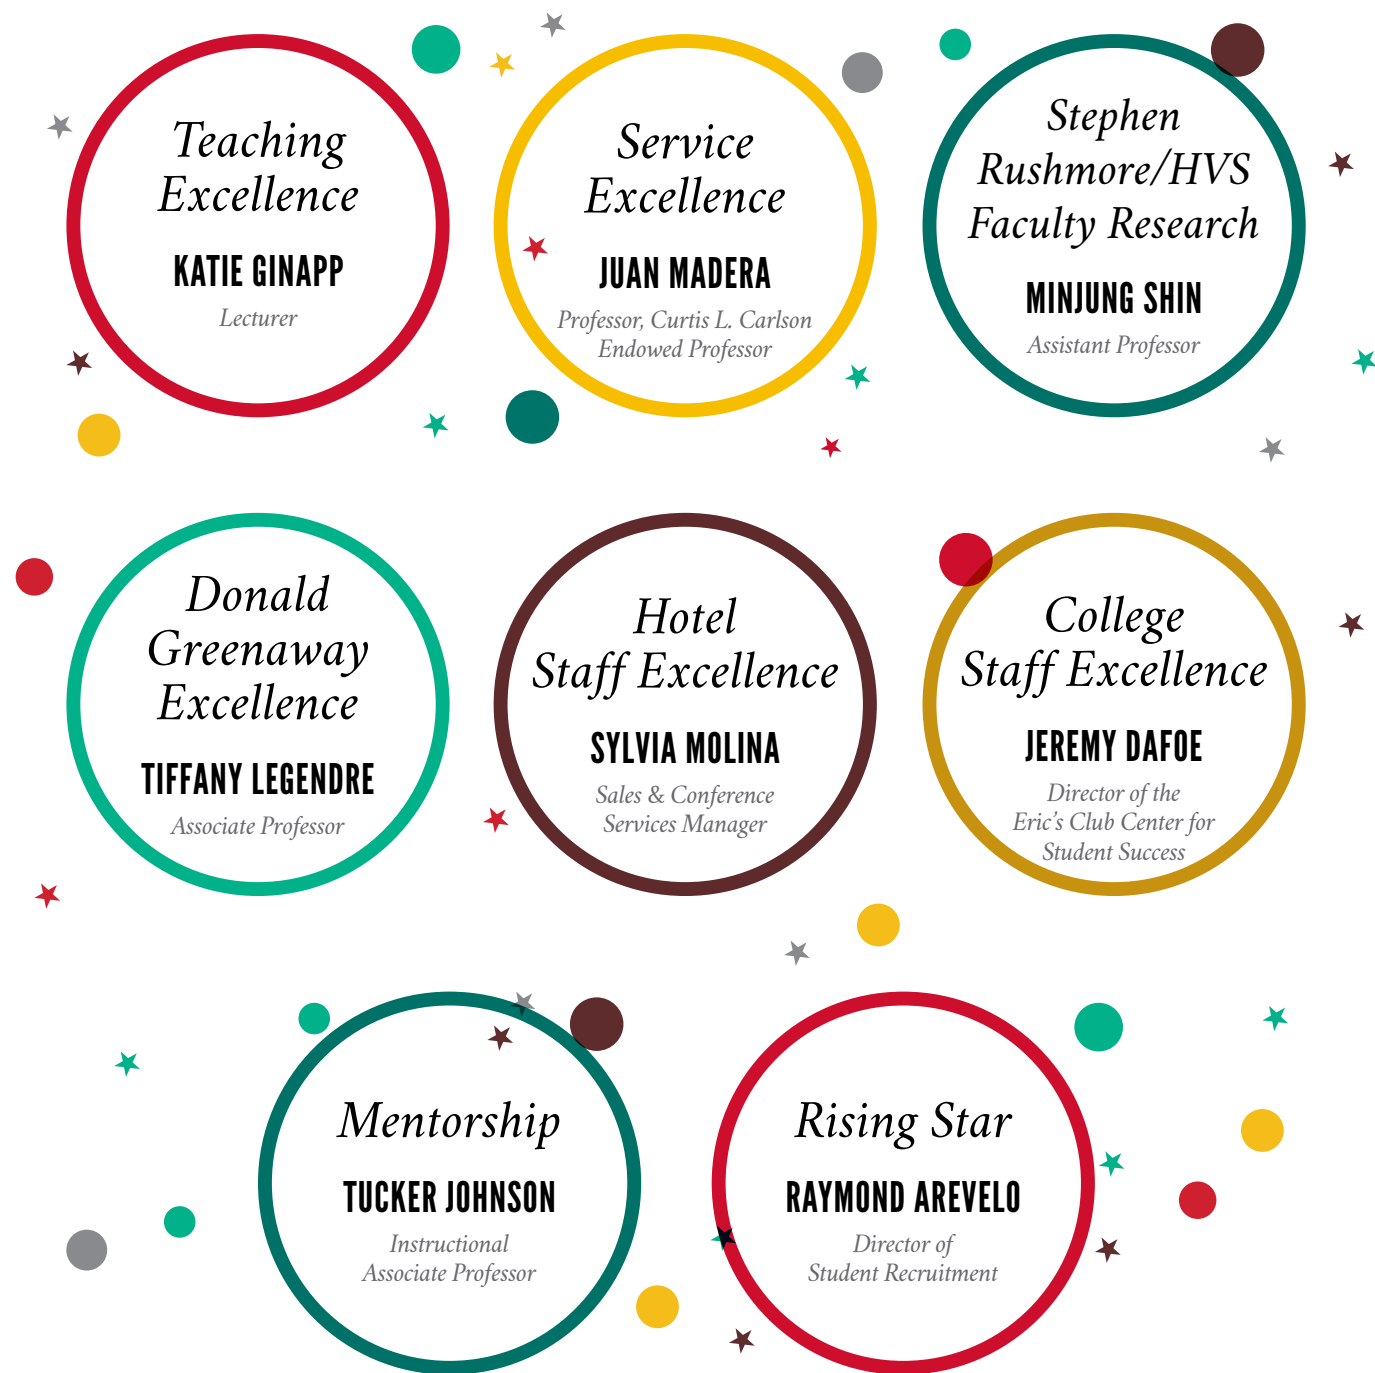 Teaching
Excellence
KATIE GINAPP
Lecturer
Service
Excellence
JUAN MADERA
Professor, Curtis L. Carlson
Endowed Professor
Stephen
Rushmore/HVS
Faculty Research
MINJUNG SHIN
Assistant Professor
Donald
Greenaway
Excellence
TIFFANY LEGENDRE
Associate Professor
Hotel
Staff Excellence
SYLVIA MOLINA
Sales & Conference
Services Manager
College
Staff Excellence
JEREMY DAFOE
Director of the
Eric’s Club Center for
Student Success
Mentorship
TUCKER JOHNSON
Instructional
Associate Professor
Rising Star
RAYMOND AREVELO
Director of
Student Recruitment